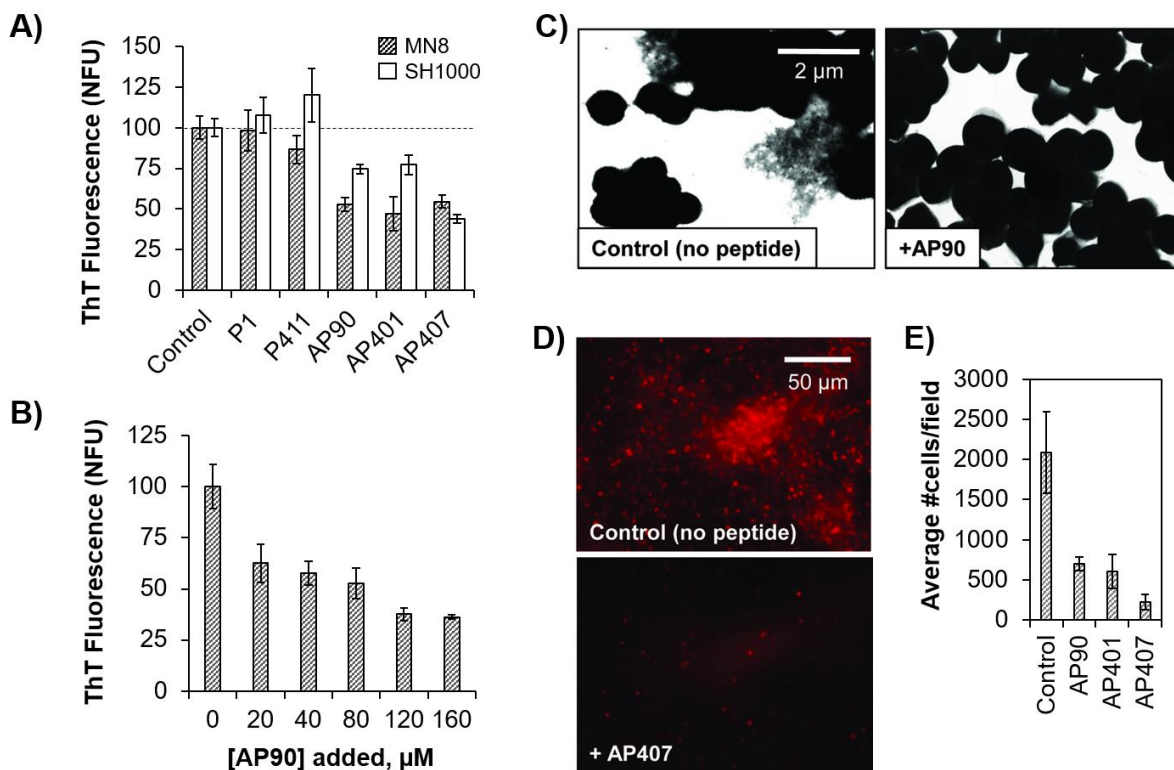 A)
ThT Fluorescence (NFU)
150
125
100
75
50
25
0
MN8
SH1000
Control
P1
P411
AP90
AP401
AP407
B)
ThT Fluorescence (NFU)
125
100
75
50
25
0
0 20 40 80 120 160
[AP90] added, µM
C)
2 µm
Control (no peptide)
+AP90
D)
50 µm
Control (no peptide)
+ AP407
E)
Average #cells/field
3000
2500
2000
1500
1000
500
0
Control
AP90
AP401
AP407